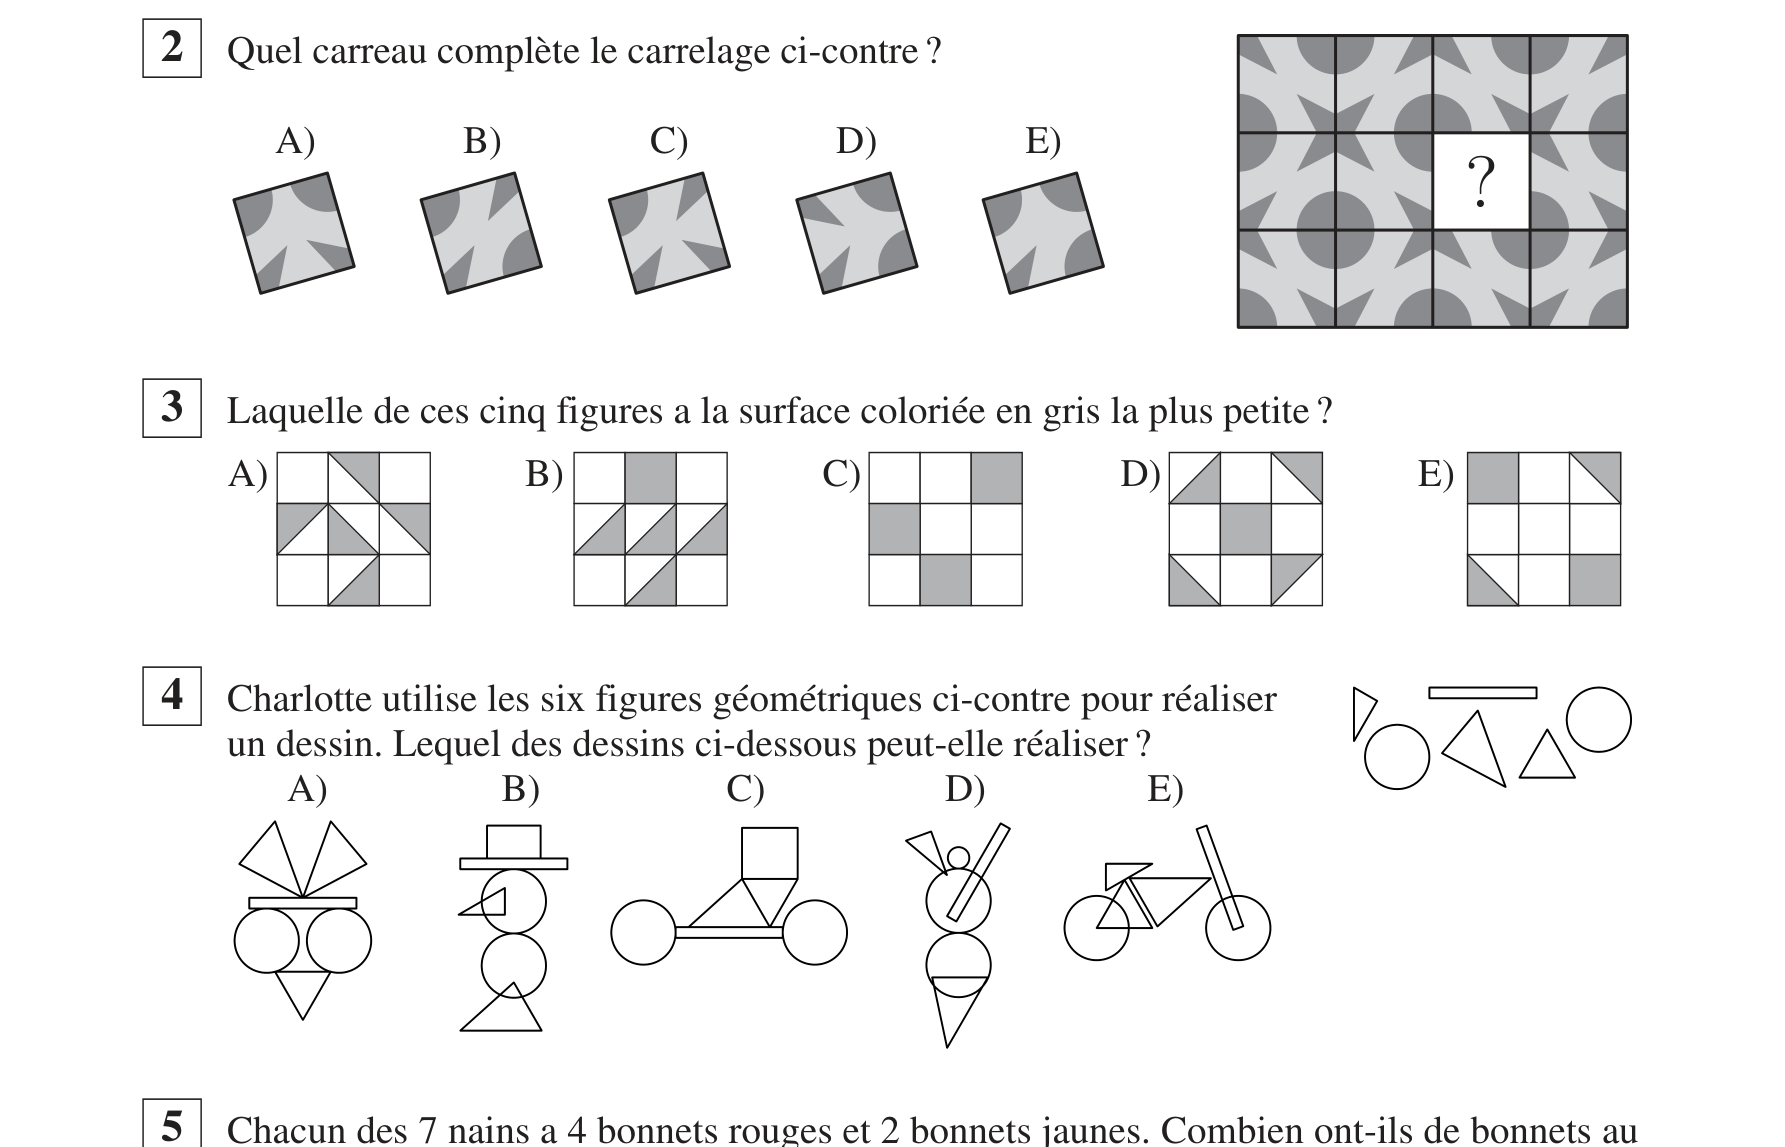 2 Quel carreau complète le carrelage ci-contre ?
A) B) C) D) E)
?
3 Laquelle de ces cinq figures a la surface coloriée en gris la plus petite ?
A) B) C) D) E)
4 Charlotte utilise les six figures géométriques ci-contre pour réaliser
un dessin. Lequel des dessins ci-dessous peut-elle réaliser ?
A) B) C) D) E)
5 Chacun des 7 nains a 4 bonnets rouges et 2 bonnets jaunes. Combien ont-ils de bonnets au